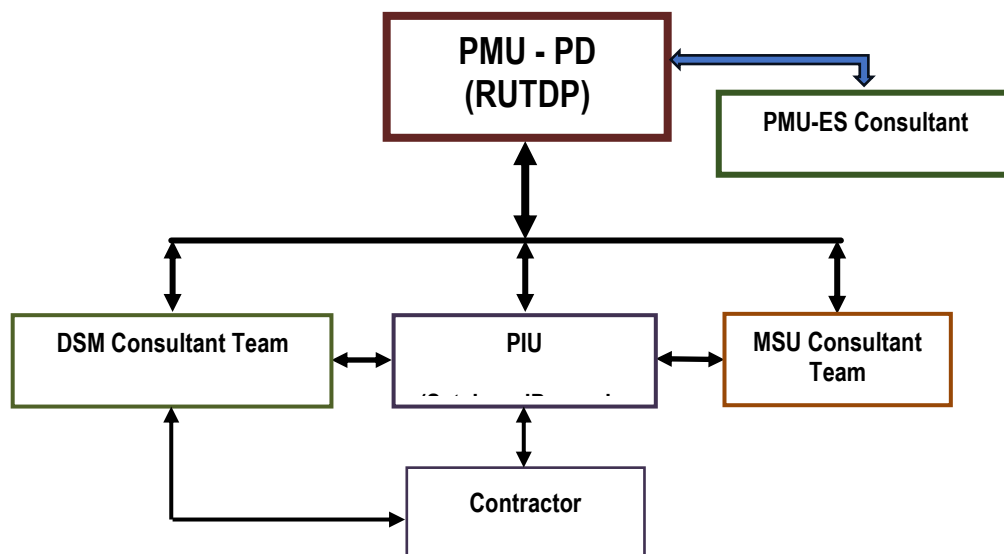 PMU - PD
(RUTDP)
PMU-ES Consultant
DSM Consultant Team
PIU
MSU Consultant
Team
Contractor